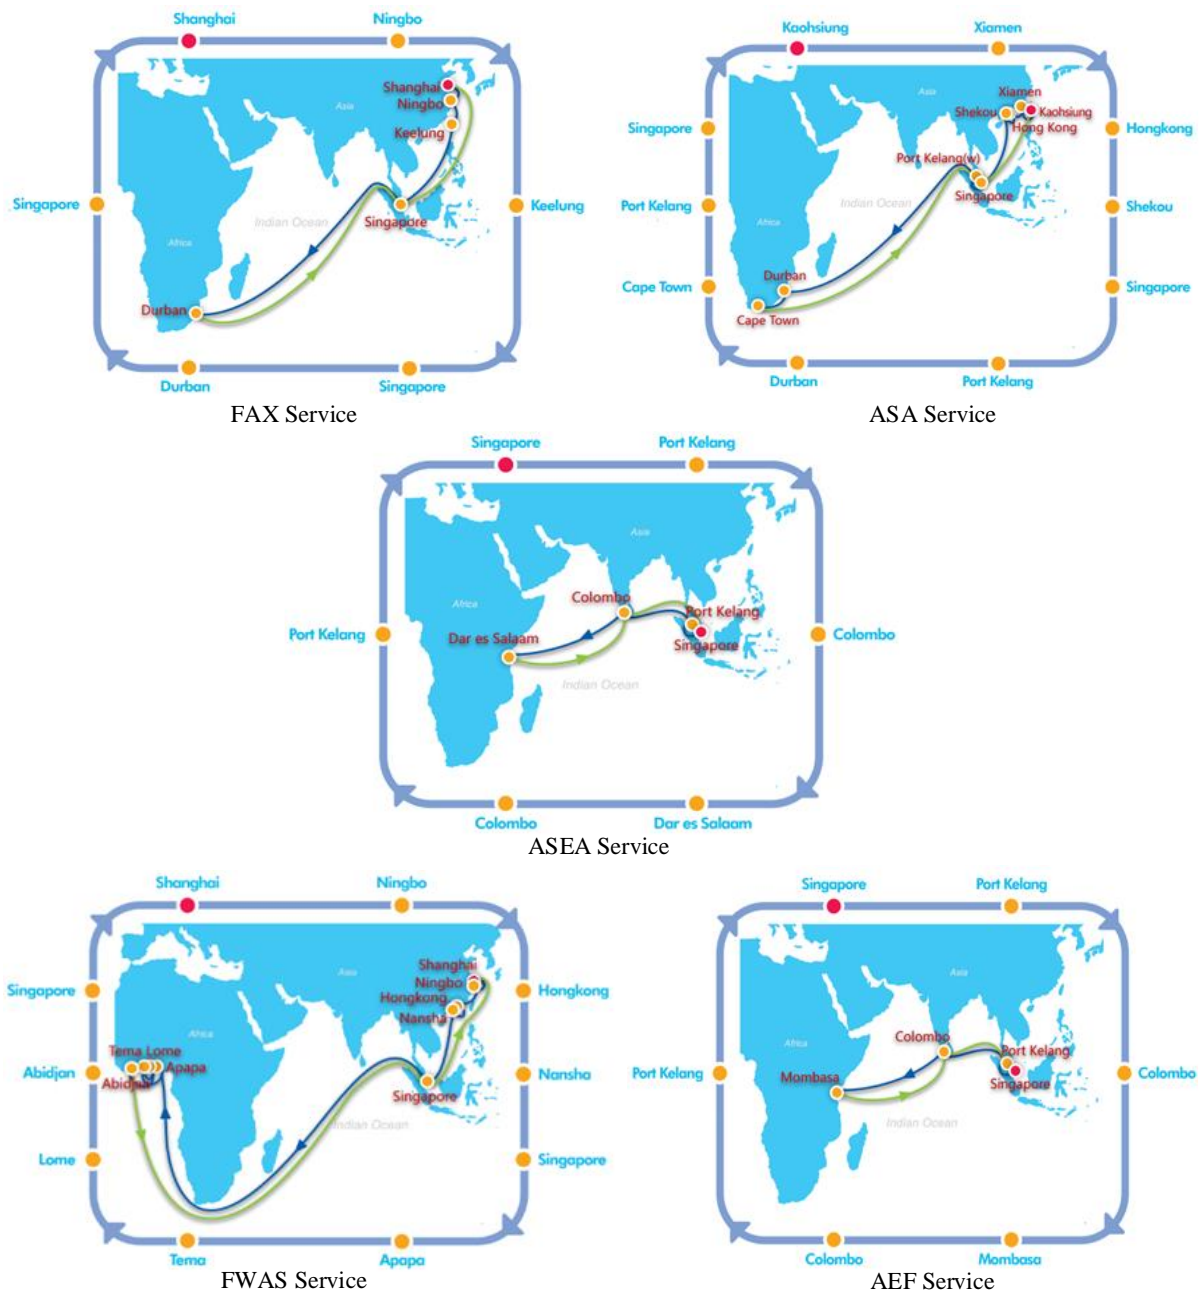 Shanghai Ningbo
Shanghai
Ningbo
Asia
Keelung
Singapore
Keelung
Indian Ocean
Singapore
Africa
Durban
Durban Singapore
FAX Service
Kaohsiung Xiamen
Asia
Xiamen
Shekou Kaohsiung
Hong Kong
Singapore
Hongkong
Port Kelang(w)
Singapore
Port Kelang
Indian Ocean
Shekou
Africa
Durban
Cape Town
Singapore
Cape Town
Durban Port Kelang
ASA Service
Singapore Port Kelang
Asia
Colombo
Africa
Port Kelang
Port Kelang
Dar es Salaam
Singapore
Colombo
Indian Ocean
Colombo Dar es Salaam
ASEA Service
Shanghai Ningbo
Shanghai
Asia
Ningbo
Singapore
Hongkong
Hongkong
Nansha
Africa
Tema Lome
Abidjan
Apapa
Nansha
Abidjan
Singapore
Indian Ocean
Lome
Singapore
Tema Apapa
FWAS Service
Singapore Port Kelang
Asia
Colombo
Africa
Port Kelang
Port Kelang
Mombasa
Singapore
Colombo
Indian Ocean
Colombo Mombasa
AEF Service